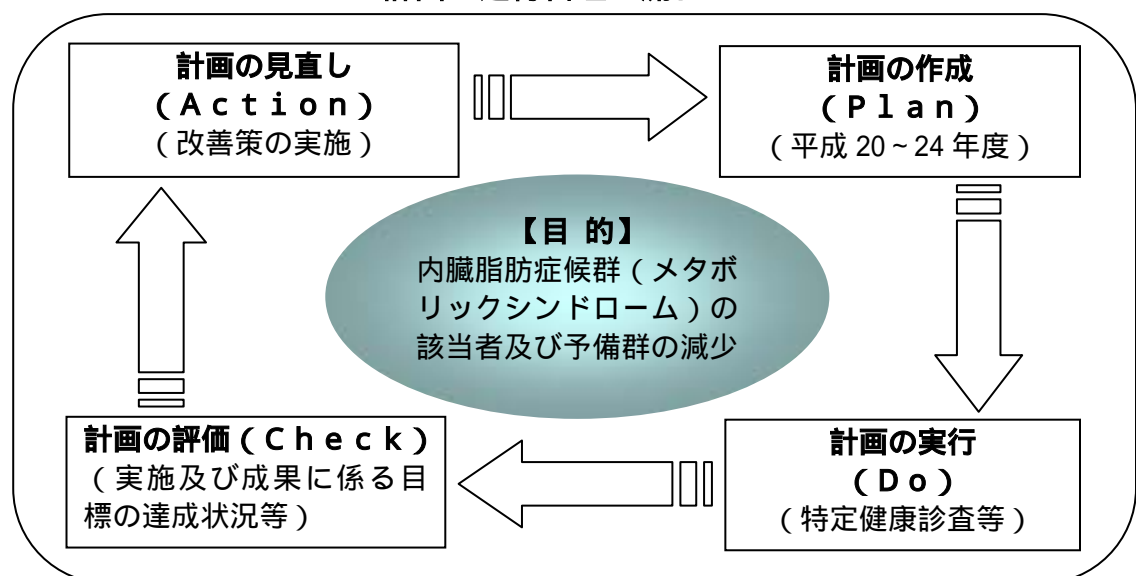 計画の見直し
（Ａｃｔｉｏｎ）
（改善策の実施）
計画の作成
（Ｐｌａｎ）
（平成 20～24 年度）
【目 的】
内臓脂肪症候群（メタボ
リックシンドローム）の
該当者及び予備群の減少
計画の評価（Ｃｈｅｃｋ）
（実施及び成果に係る目
標の達成状況等）
計画の実行
（Ｄｏ）
（特定健康診査等）